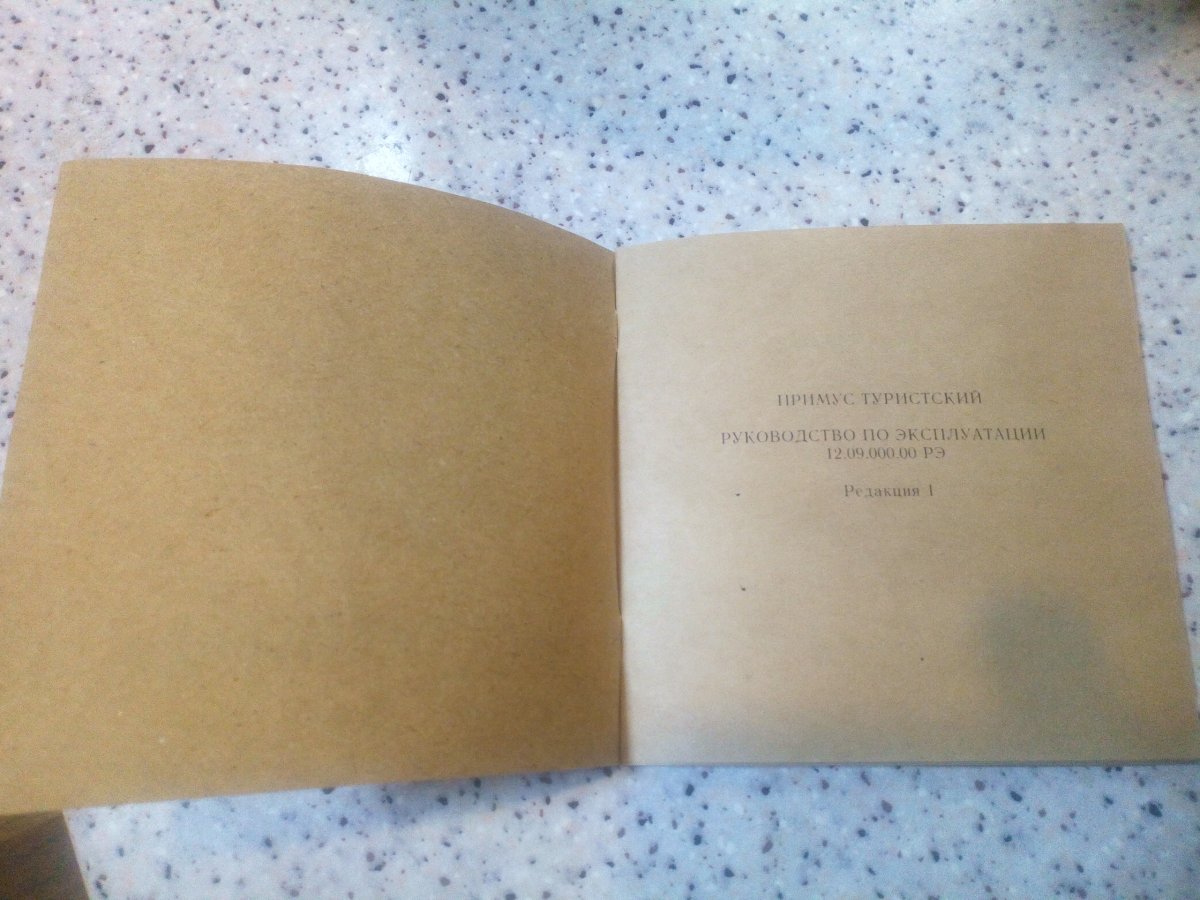 ПРИМУС ТУРИСТСКИЙ
РУКОВОДСТВО ПО ЭКСПЛУАТАЦИИ
12.09.000.00 РЭ
Редакция 1